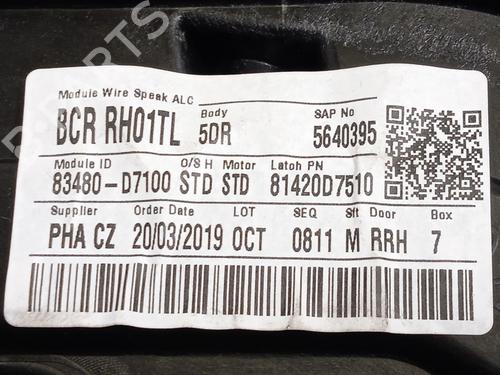 Module Wire Speak ALC
BCR RH01TL
Body
5DR
SAP No
5640395
Module ID
O/S H
Motor
Latch PN
83480-D7100 STD STD 81420D7510
Supplier
Order Date
LOT
SEQ
Sft
Door
Box
PHA CZ 20/03/2019 OCT 0811 M RRH 7
PARTS